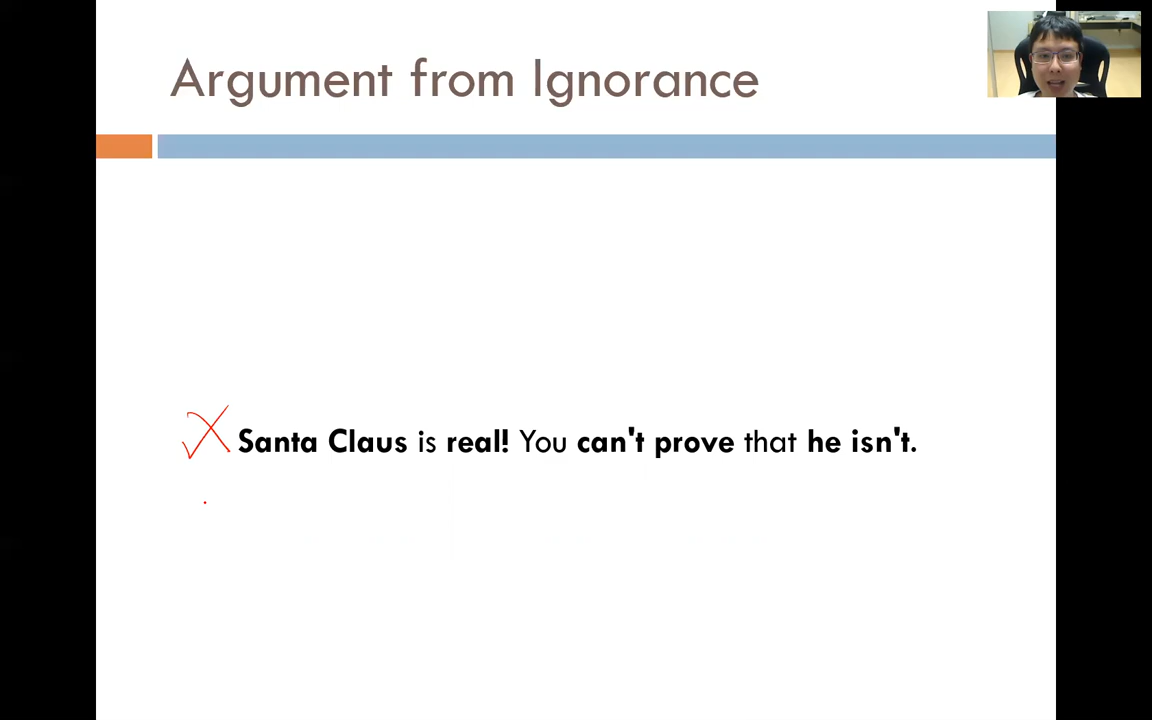 Argument from Ignorance
Santa Claus is real! You can't prove that he isn't.